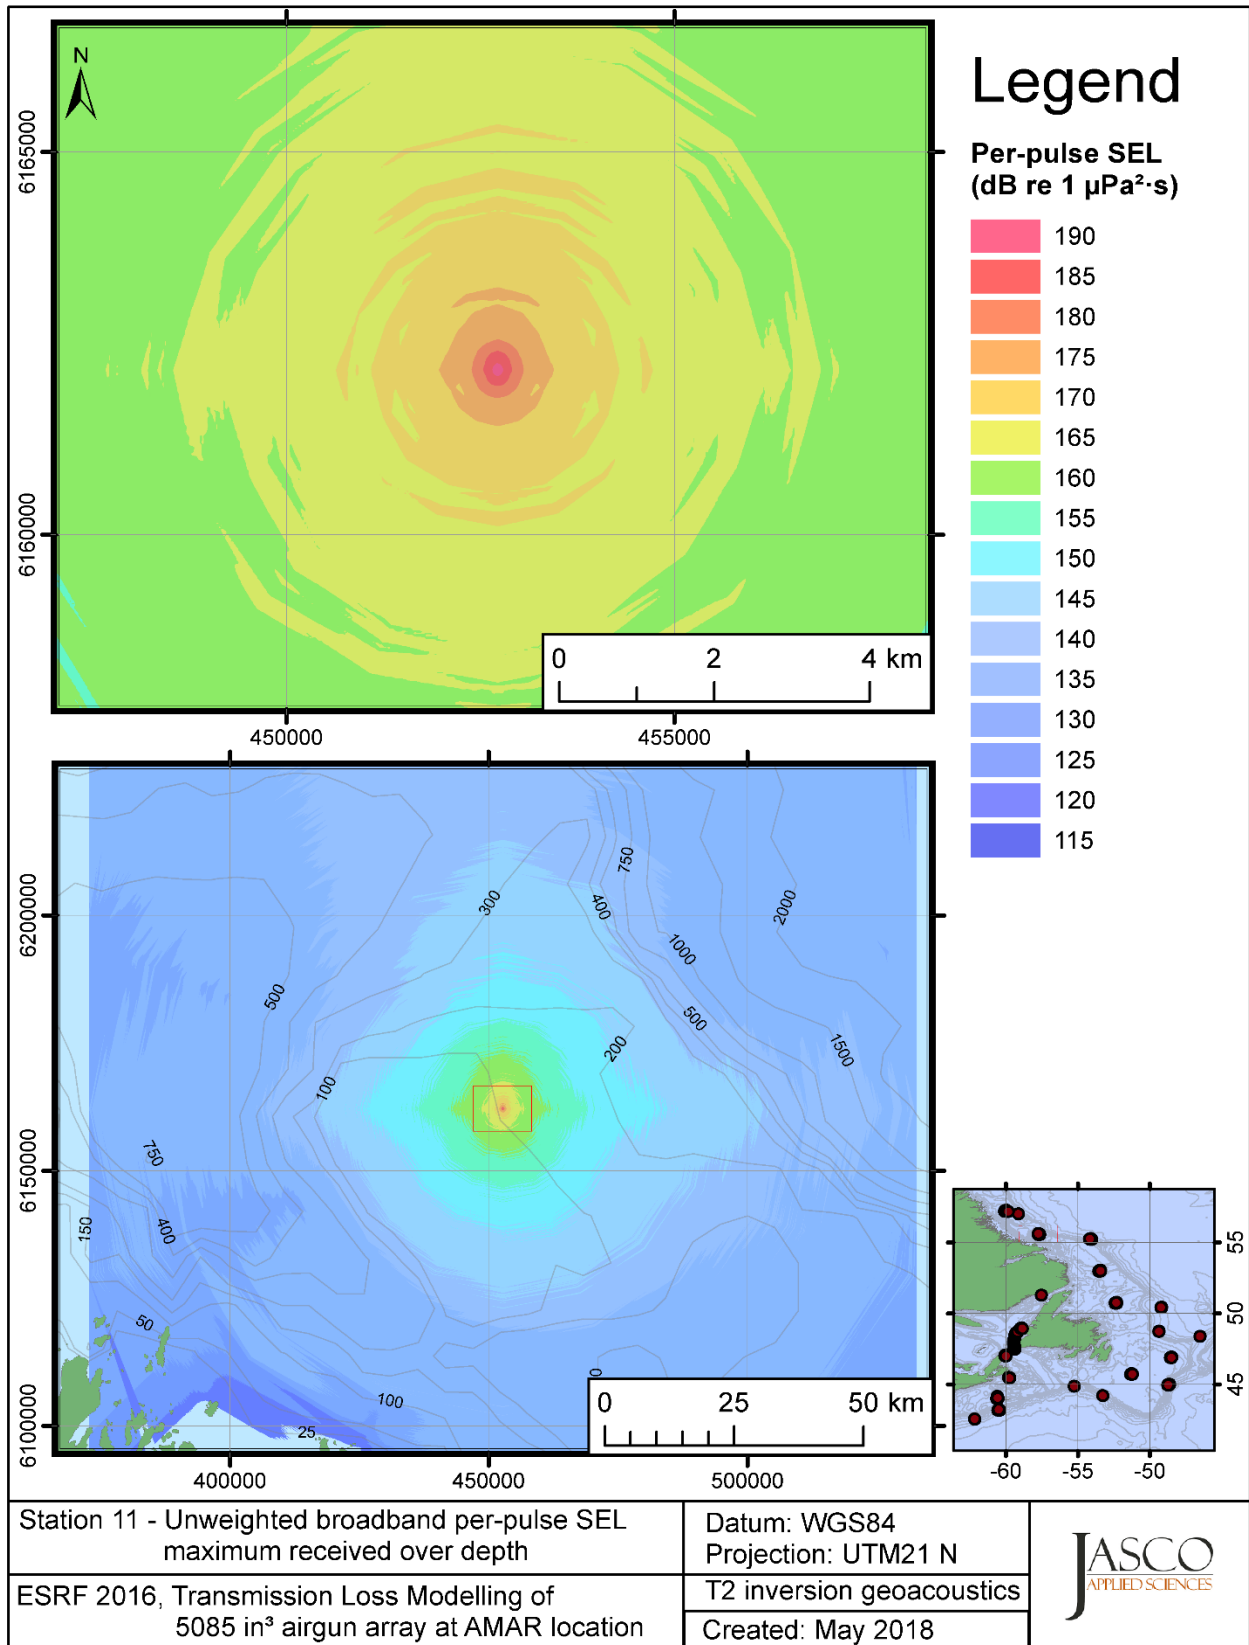 N
6165000
6160000
0 2 4 km
450000 455000
Legend
Per-pulse SEL
(dB re 1 µPa²·s)
190
185
180
175
170
165
160
155
150
145
140
135
130
125
120
115
6200000
6150000
6100000
300
750
400
2000
1000
500
500
200
1500
100
750
150
400
50
100
25
0
0 25 50 km
400000 450000 500000
55
50
45
-60 -55 -50
Station 11 - Unweighted broadband per-pulse SEL
maximum received over depth
ESRF 2016, Transmission Loss Modelling of
5085 in³ airgun array at AMAR location
Datum: WGS84
Projection: UTM21 N
T2 inversion geoacoustics
Created: May 2018
JASCO
APPLIED SCIENCES